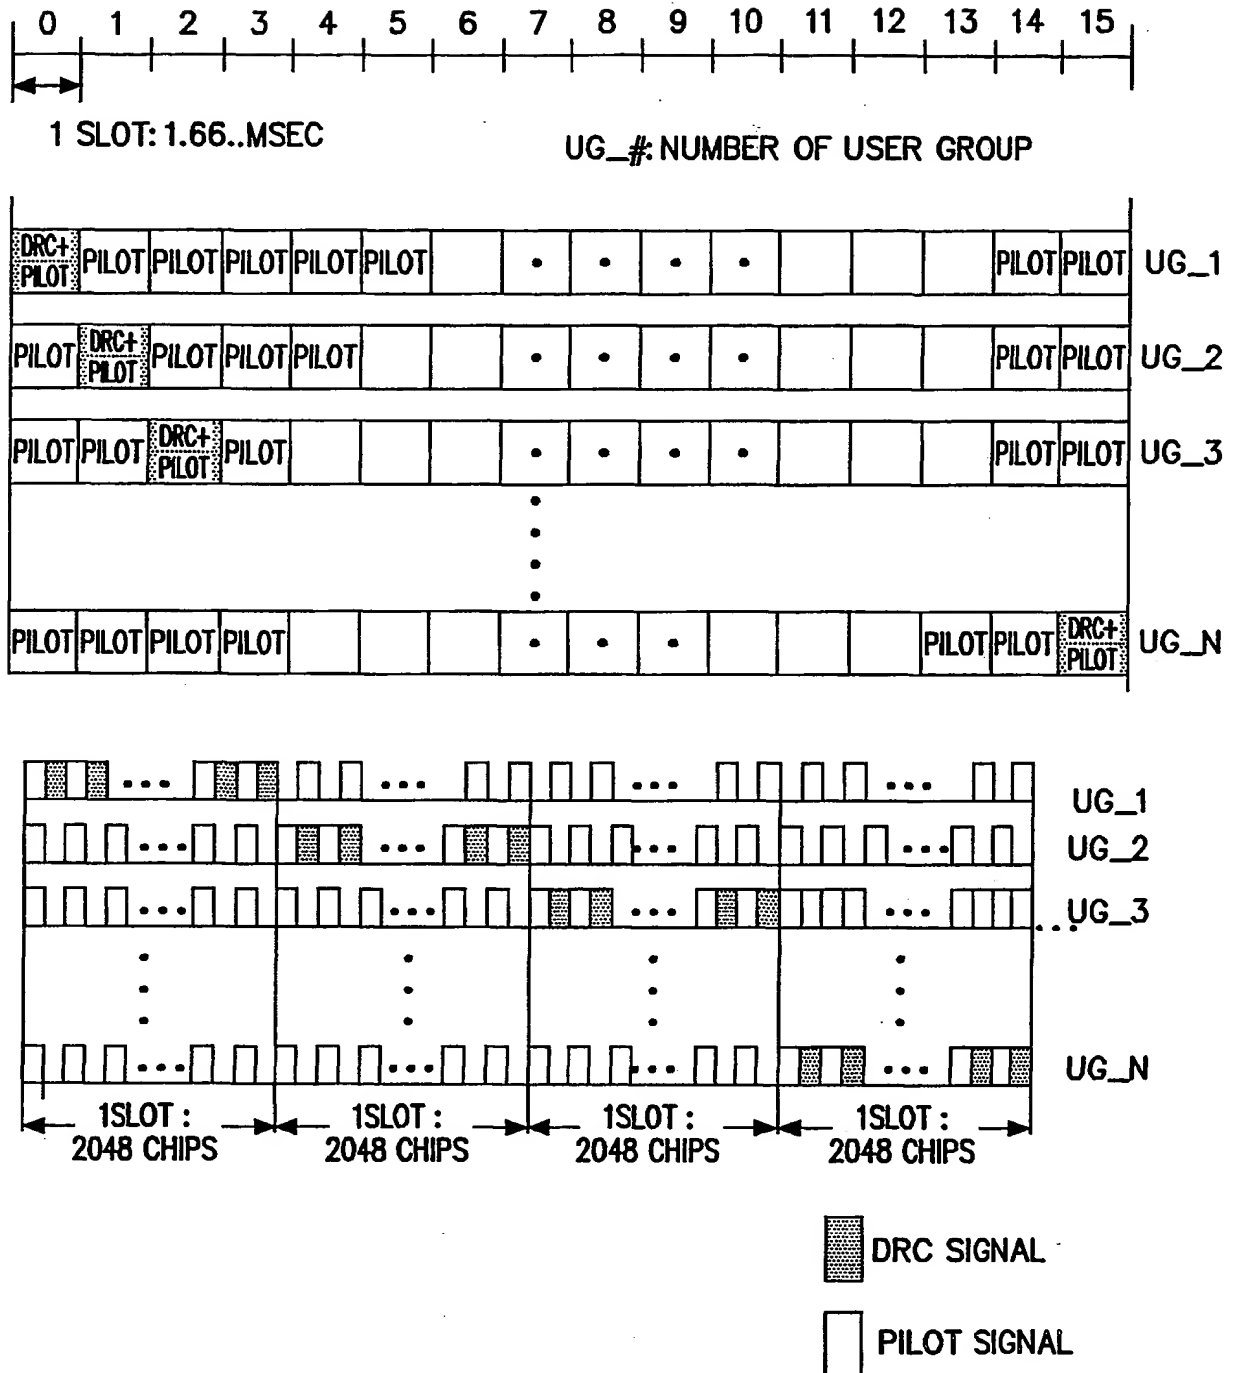 0 1 2 3 4 5 6 7 8 9 10 11 12 13 14 15
1 SLOT: 1.66..MSEC
UG_#: NUMBER OF USER GROUP
DRC+ PILOT PILOT PILOT PILOT PILOT PILOT • • • • PILOT PILOT UG_1
PILOT DRC+ PILOT PILOT PILOT PILOT • • • • PILOT PILOT UG_2
PILOT PILOT DRC+ PILOT PILOT • • • • PILOT PILOT UG_3
PILOT PILOT PILOT PILOT • • • PILOT PILOT DRC+ PILOT UG_N
••• ••• ••• ••• UG_1
••• ••• ••• ••• UG_2
••• ••• ••• ••• UG_3 ...
••• ••• ••• ••• UG_N
1SLOT : 1SLOT : 1SLOT : 1SLOT :
2048 CHIPS 2048 CHIPS 2048 CHIPS 2048 CHIPS
DRC SIGNAL
PILOT SIGNAL